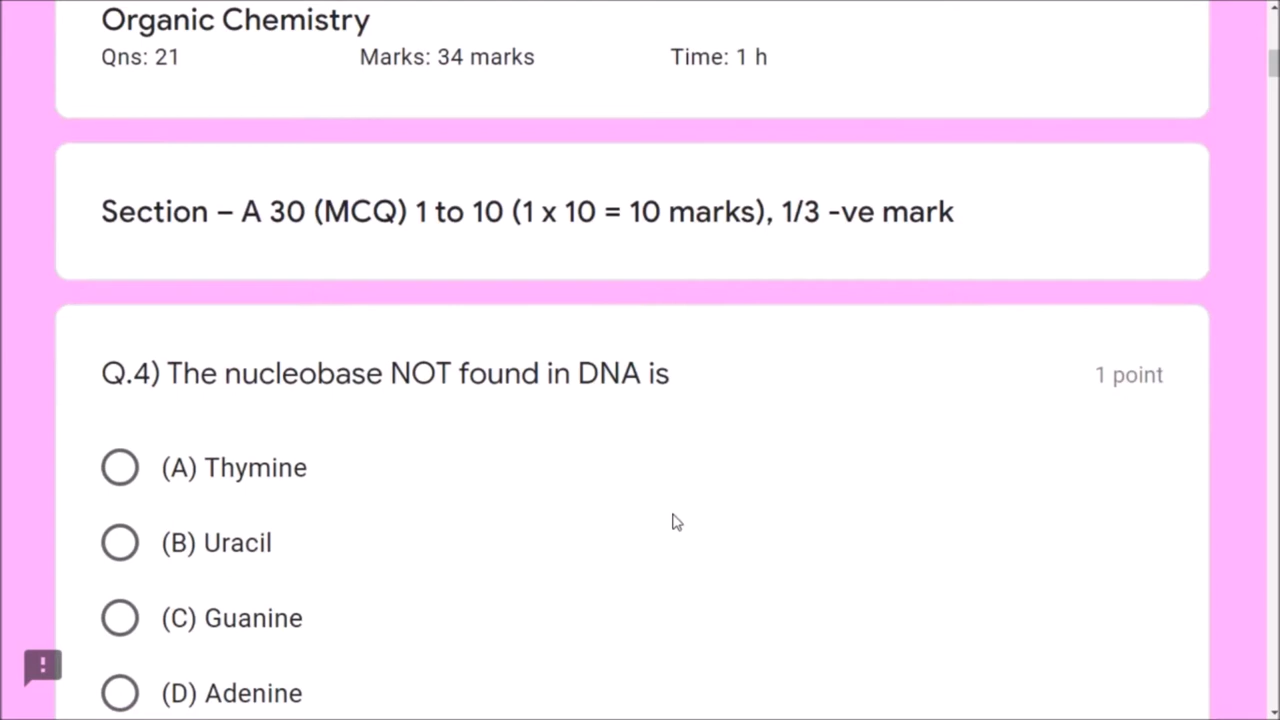 Organic Chemistry
Qns: 21 Marks: 34 marks Time: 1 h
Section – A 30 (MCQ) 1 to 10 (1 x 10 = 10 marks), 1/3 -ve mark
Q.4) The nucleobase NOT found in DNA is 1 point
(A) Thymine
(B) Uracil
(C) Guanine
(D) Adenine